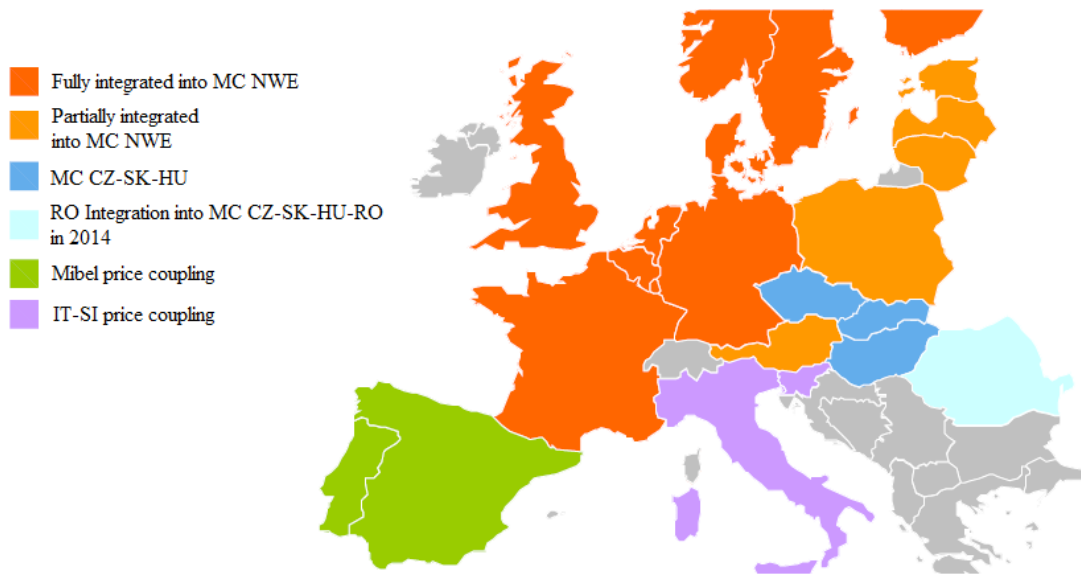 Fully integrated into MC NWE
Partially integrated
into MC NWE
MC CZ-SK-HU
RO Integration into MC CZ-SK-HU-RO
in 2014
Mibel price coupling
IT-SI price coupling